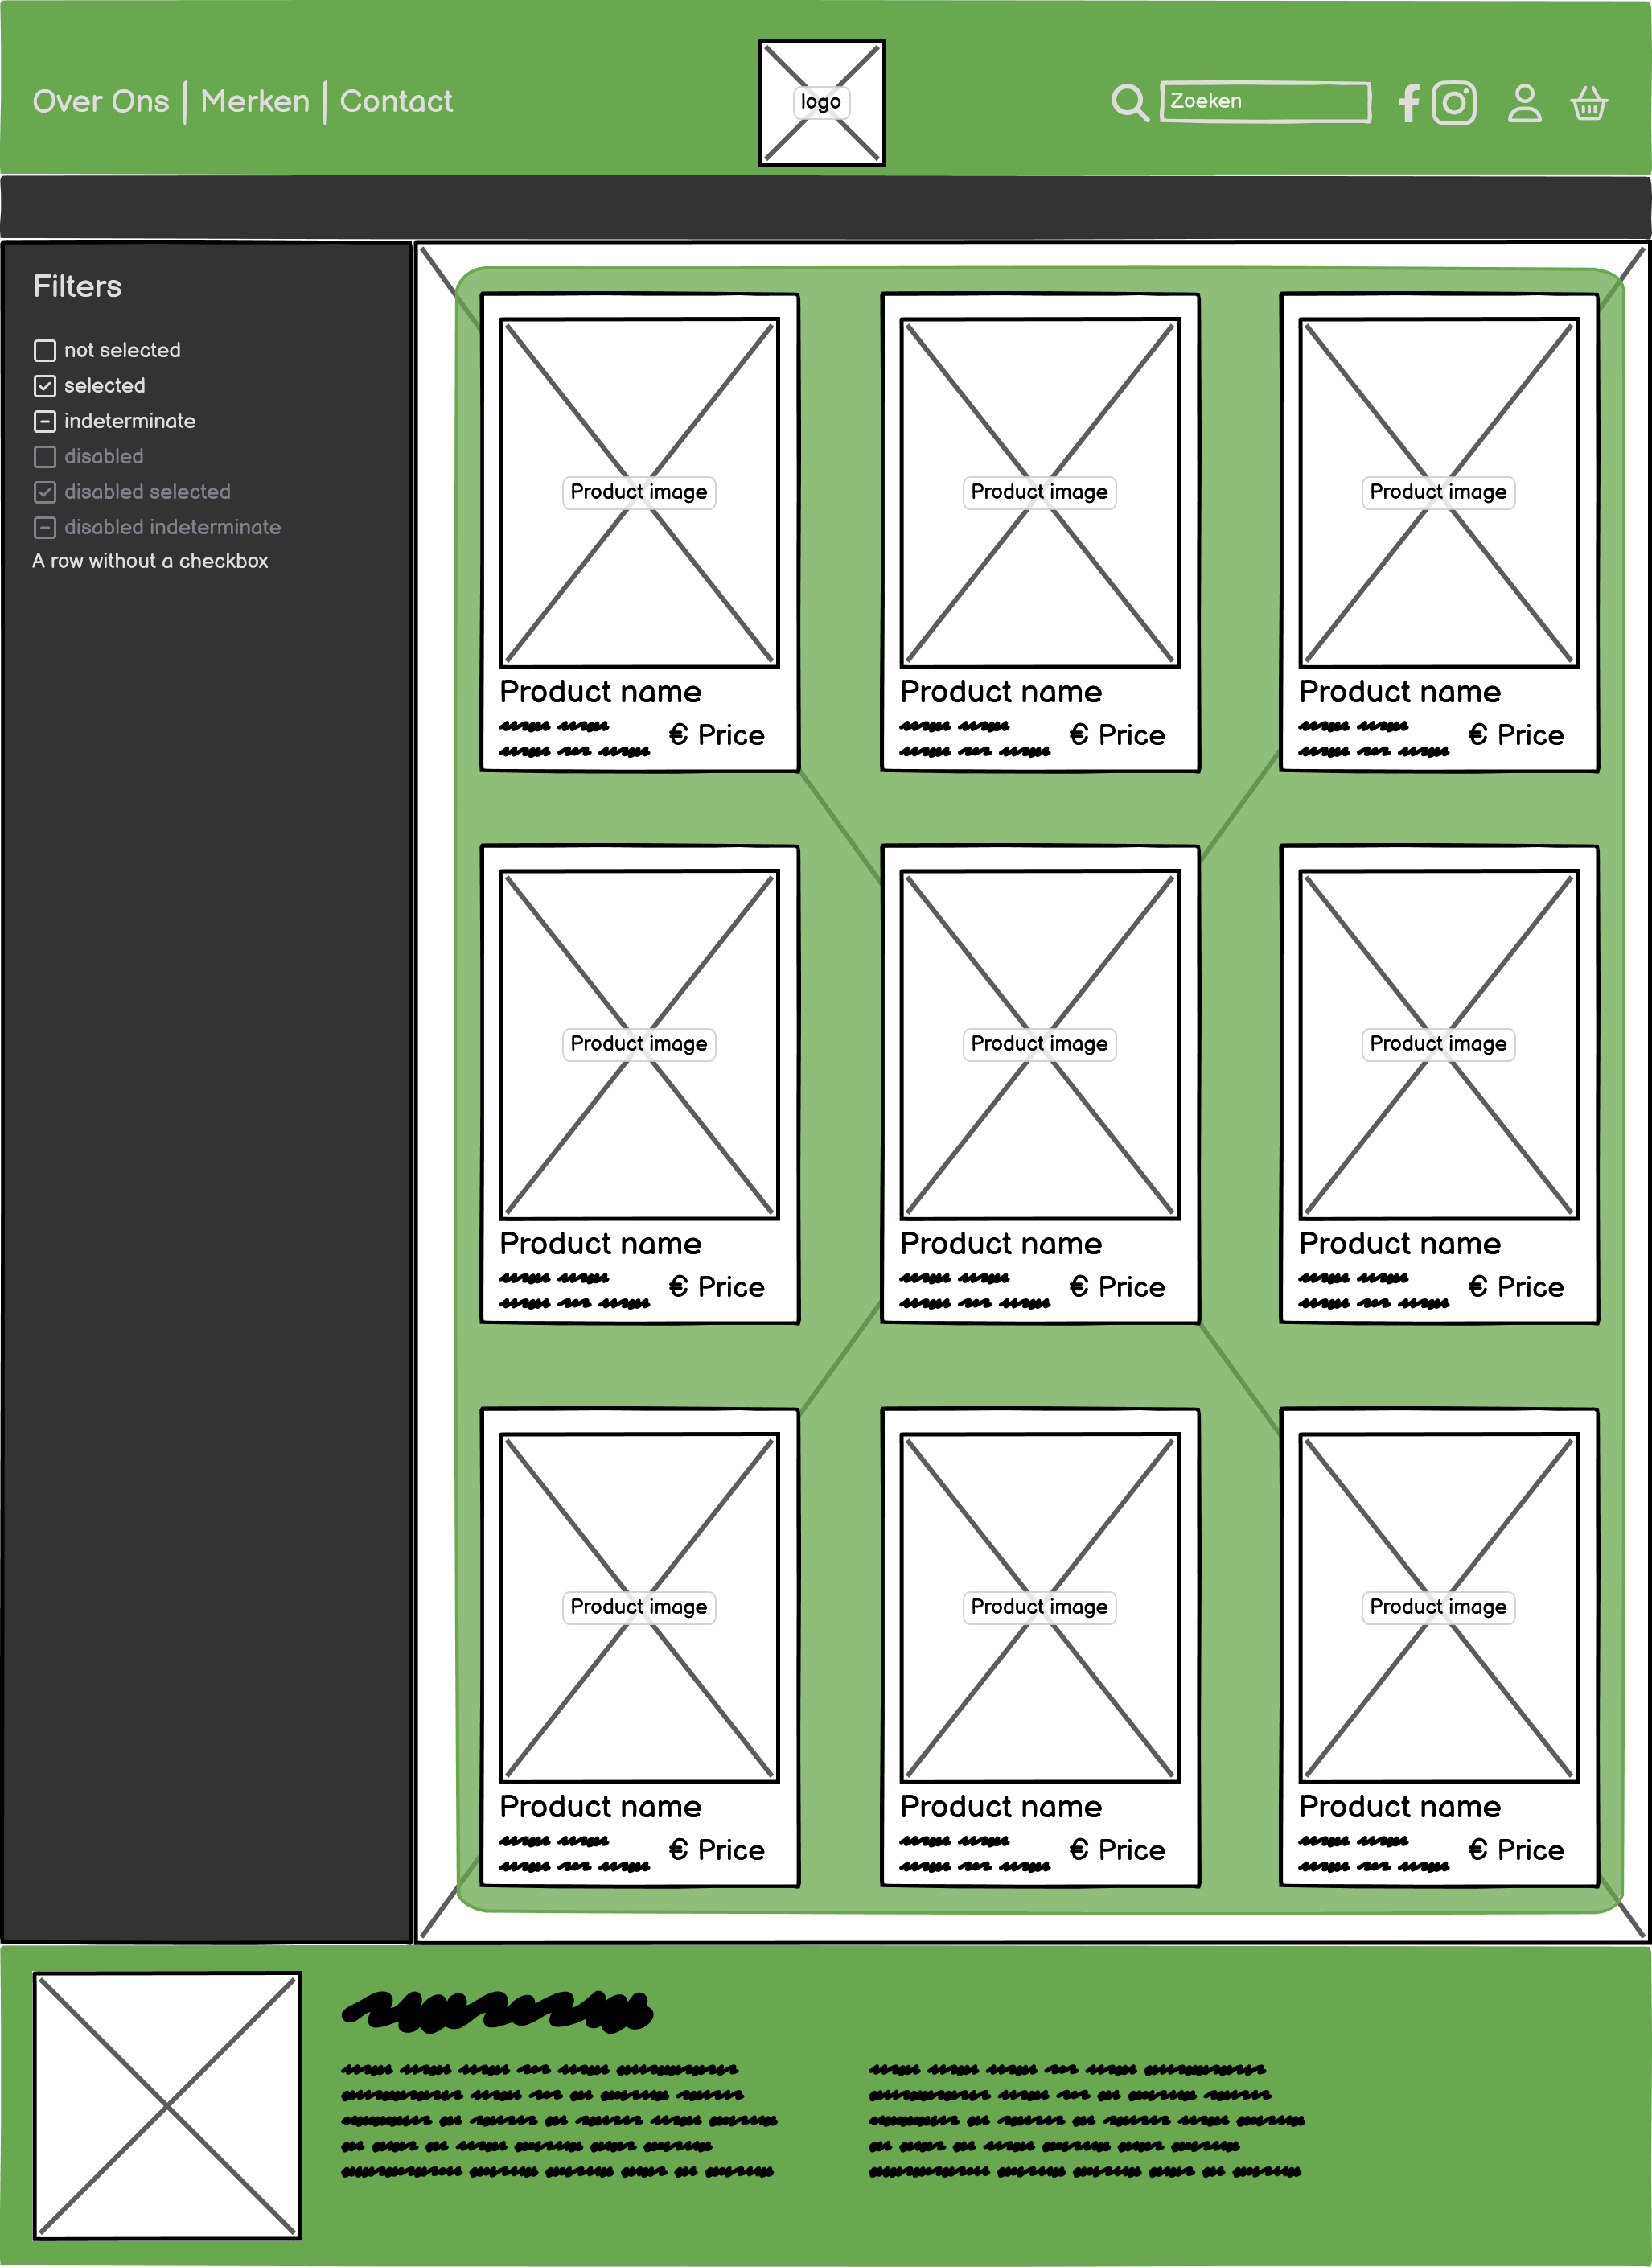 Over Ons | Merken | Contact
logo
Zoeken
Filters
not selected
selected
indeterminate
disabled
disabled selected
disabled indeterminate
A row without a checkbox
Product image
Product image
Product image
Product name
Product name
Product name
€ Price
€ Price
€ Price
Product image
Product image
Product image
Product name
Product name
Product name
€ Price
€ Price
€ Price
Product image
Product image
Product image
Product name
Product name
Product name
€ Price
€ Price
€ Price